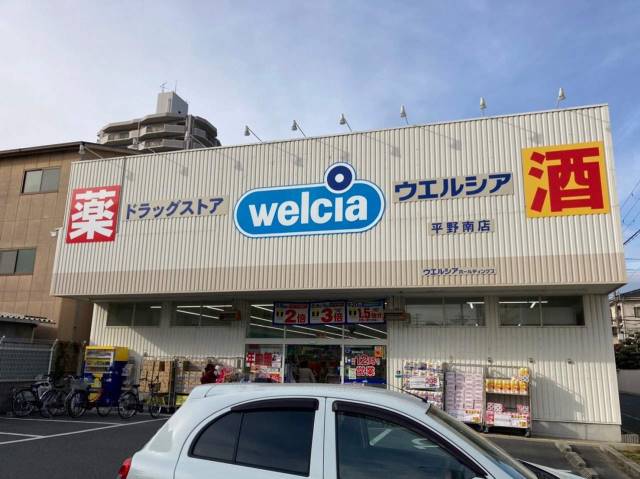 薬
ドラッグストア
welcia
ウエルシア
平野南店
酒
ウエルシアホールディングス
2倍
3倍
1.5倍